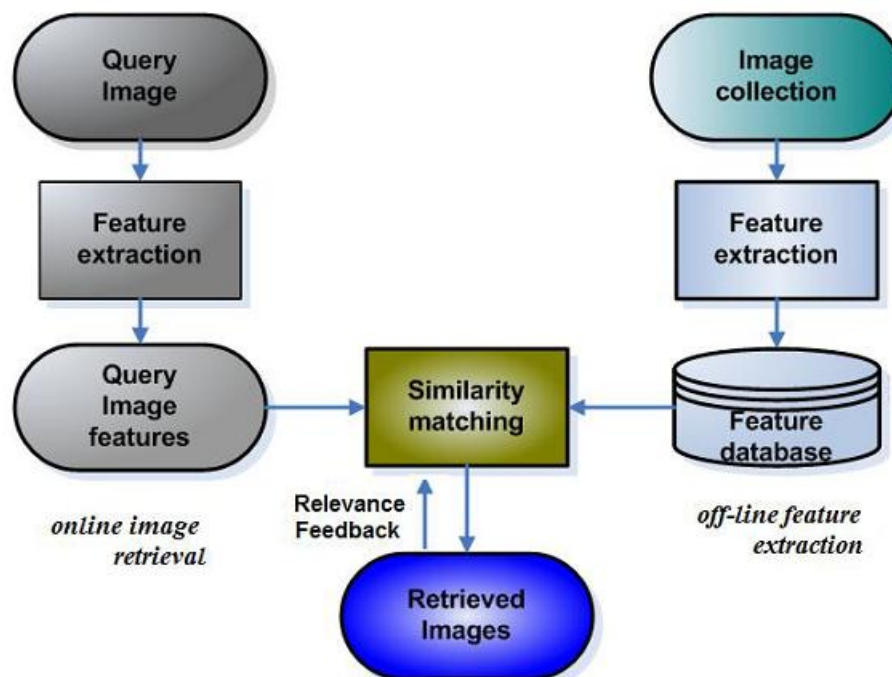 Query
Image
Image
collection
Feature
extraction
Feature
extraction
Query
Image
features
Similarity
matching
Feature
database
Relevance
Feedback
online image
retrieval
off-line feature
extraction
Retrieved
Images